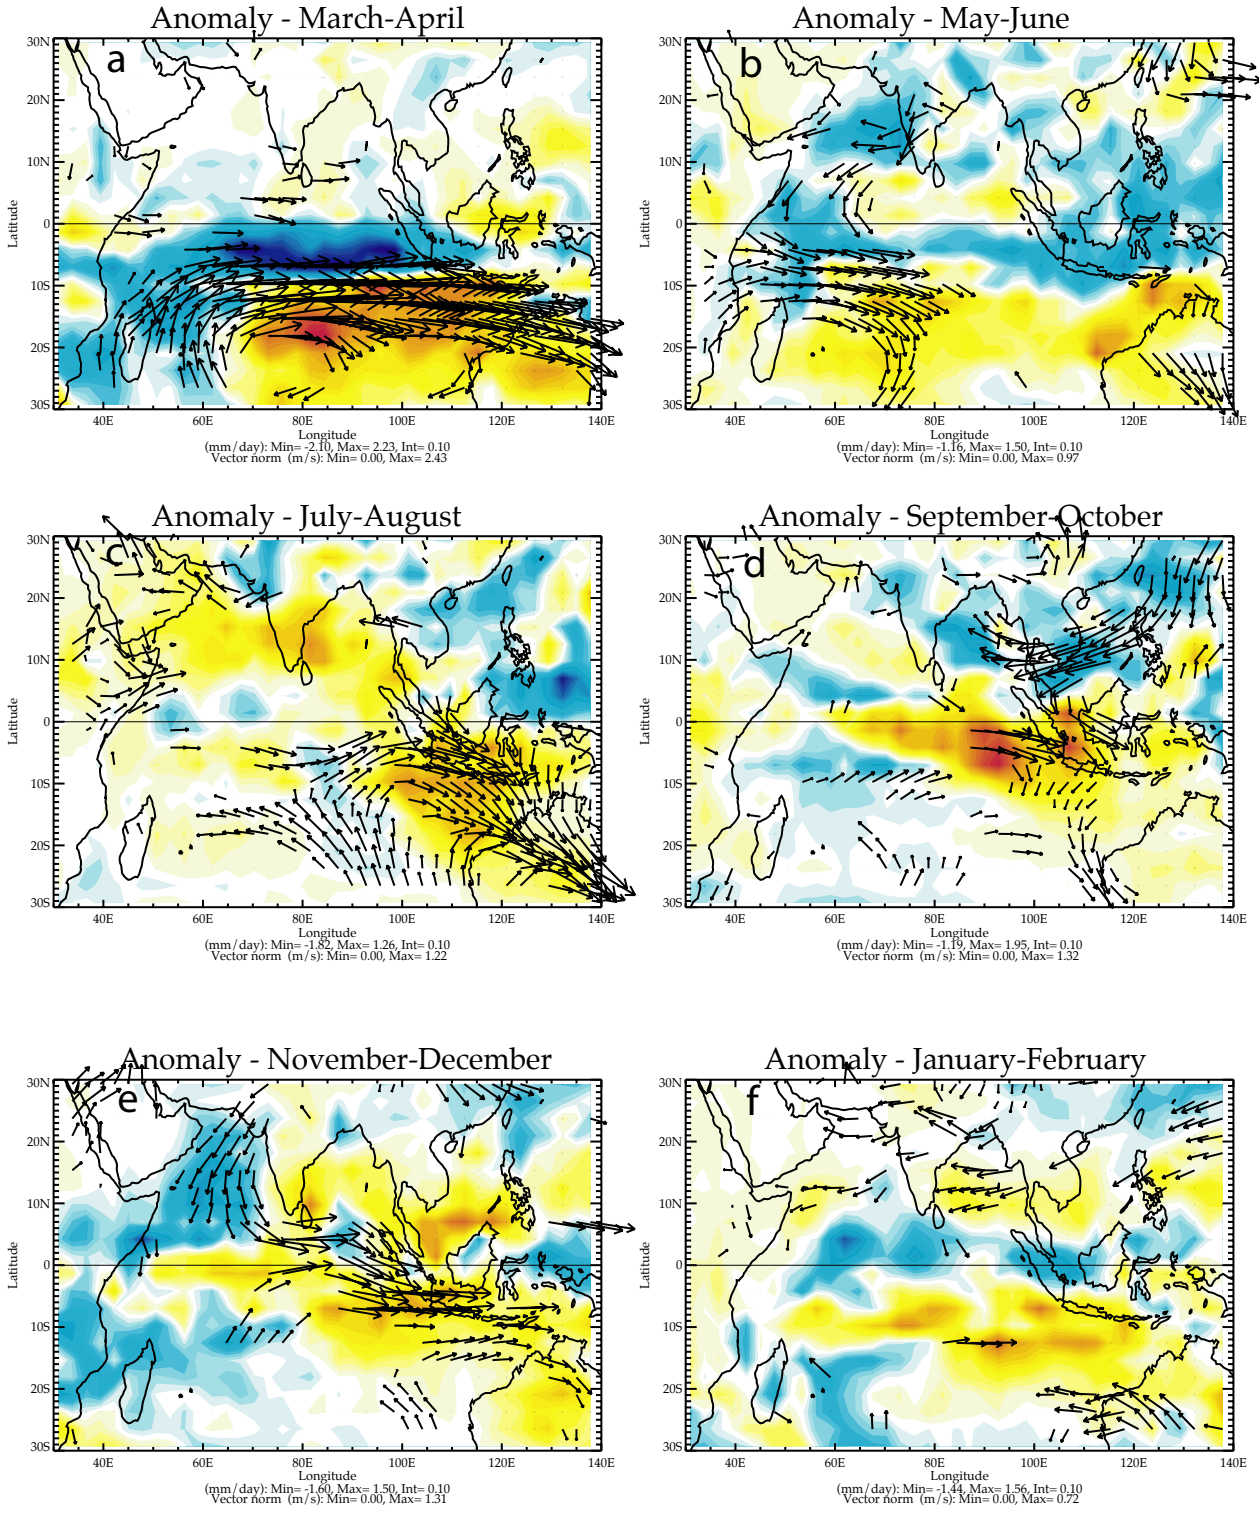 Anomaly - March-April
Anomaly - May-June
a
b
30N
20N
10N
0
10S
20S
30S
Latitude
40E 60E 80E 100E 120E 140E
Longitude
(mm/day): Min= -2.10, Max= 2.23, Int= 0.10
Vector norm (m/s): Min= 0.00, Max= 2.43
30N
20N
10N
0
10S
20S
30S
Latitude
40E 60E 80E 100E 120E 140E
Longitude
(mm/day): Min= -1.16, Max= 1.50, Int= 0.10
Vector norm (m/s): Min= 0.00, Max= 0.97
Anomaly - July-August
Anomaly - September-October
c
d
30N
20N
10N
0
10S
20S
30S
Latitude
40E 60E 80E 100E 120E 140E
Longitude
(mm/day): Min= -1.82, Max= 1.26, Int= 0.10
Vector norm (m/s): Min= 0.00, Max= 1.22
30N
20N
10N
0
10S
20S
30S
Latitude
40E 60E 80E 100E 120E 140E
Longitude
(mm/day): Min= -1.19, Max= 1.95, Int= 0.10
Vector norm (m/s): Min= 0.00, Max= 1.32
Anomaly - November-December
Anomaly - January-February
e
f
30N
20N
10N
0
10S
20S
30S
Latitude
40E 60E 80E 100E 120E 140E
Longitude
(mm/day): Min= -1.60, Max= 1.50, Int= 0.10
Vector norm (m/s): Min= 0.00, Max= 1.31
30N
20N
10N
0
10S
20S
30S
Latitude
40E 60E 80E 100E 120E 140E
Longitude
(mm/day): Min= -1.44, Max= 1.56, Int= 0.10
Vector norm (m/s): Min= 0.00, Max= 0.72